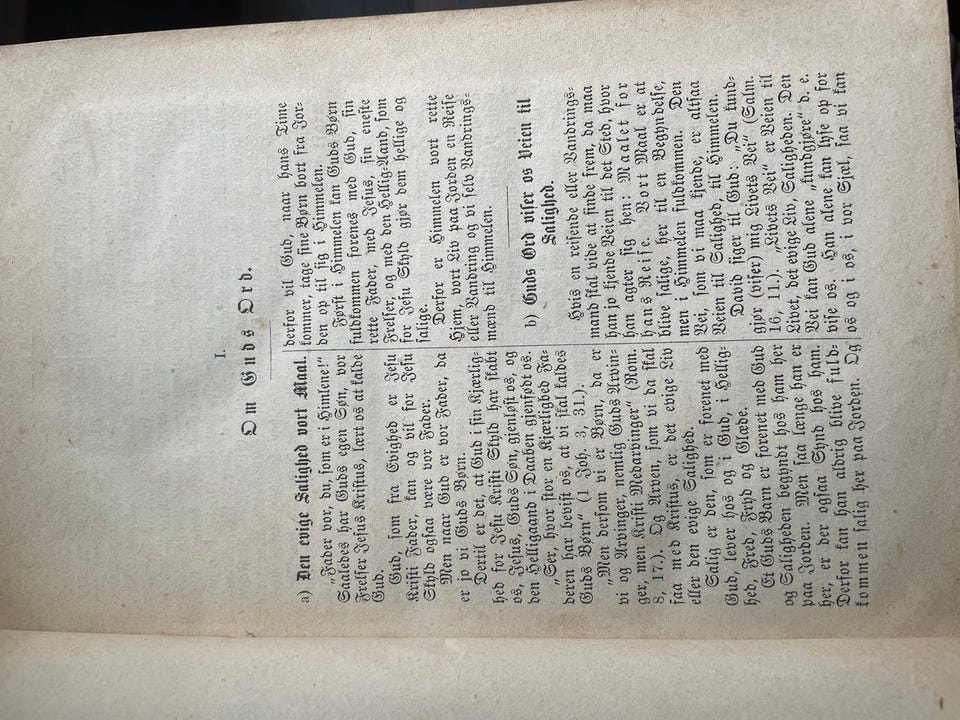 I.
Om Guds Ord.
a) Den evige Salighed vort Maal.
„Fader vor, du, som er i Himlene!“
Saaledes har Guds egen Søn, vor
Frelser Jesus Kristus, lært os at kalde
Gud.
Gud, som fra Evighed er Jesu
Kristi Fader, kan og vil for Jesu
Skyld ogsaa være vor Fader.
Men naar Gud er vor Fader, da
er jo vi Guds Børn.
Dertil er det, at Gud i sin Kjærlig-
hed for Jesu Kristi Skyld har skabt
os, Jesus, Guds Søn, gjenløst os, og
den Helligaand i Daaben gjenfødt os.
„Ser, hvor stor en Kjærlighed Fa-
deren har bevist os, at vi skal kaldes
Guds Børn“ (1 Joh. 3, 1).
„Men dersom vi er Børn, da er
vi og Arvinger, nemlig Guds Arvin-
ger, men Kristi Medarvinger“ (Rom.
8, 17.). Og Arven, som vi da skal
faa med Kristus, er det evige Liv
eller den evige Salighed.
Salig er den, som er forenet med
Gud, lever hos og i Gud, i Hellig-
hed, Fred, Fryd og Glæde.
Et Guds Barn er forenet med Gud
og Saligheden begyndt hos ham her
paa Jorden. Men saa længe han er
her, er der ogsaa Synd hos ham.
Derfor kan han aldrig blive fuld-
kommen salig her paa Jorden. Og
derfor vil Gud, naar hans Time
kommer, tage sine Børn bort fra Jor-
den op til sig i Himmelen.
Først i Himmelen kan Guds Børn
fuldkommen forenes med Gud, sin
rette Fader, med Jesus, sin eneste
Frelser, og med den Hellig-Aand, som
for Jesu Skyld gjør dem hellige og
salige.
Derfor er Himmelen vort rette
Hjem, vort Liv paa Jorden en Reise
eller Vandring og vi selv Vandrings-
mænd til Himmelen.
b) Guds Ord viser os Veien til
Salighed.
Hvis en reisende eller Vandrings-
mand skal vide at finde frem, da maa
han jo kjende Veien til det Sted, hvor
han agter sig hen: Maalet for
hans Reise. Vort Maal er at
blive salige, her til en Begyndelse,
men i Himmelen fuldkommen. Den
Vei, som vi maa kjende, er altsaa
Veien til Salighed, til Himmelen.
David siger til Gud: „Du kund-
gjør (viser) mig Livets Vei“ (Salm.
16, 11.). „Livets Vei“ er Veien til
Livet, det evige Liv, Saligheden. Den
Vei kan Gud alene „kundgjøre“ d. e.
vise os. Han alene kan lyse op for
os og i os, i vor Sjæl, saa vi kan